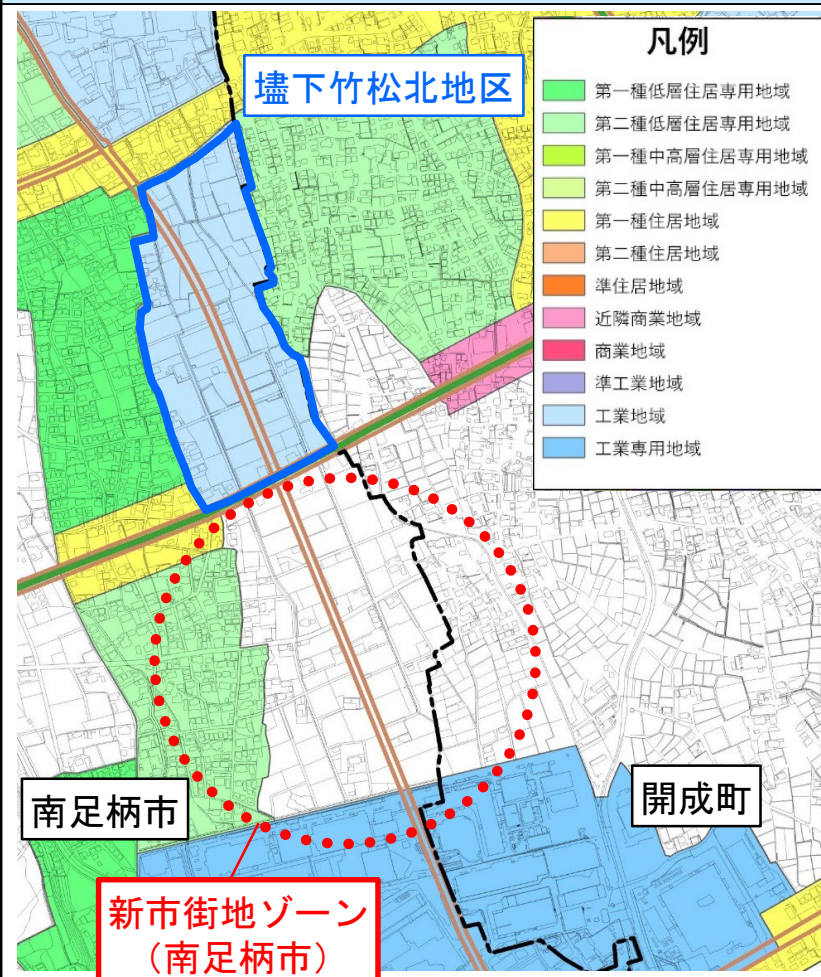 壗下竹松北地区
凡例
第一種低層住居専用地域
第二種低層住居専用地域
第一種中高層住居専用地域
第二種中高層住居専用地域
第一種住居地域
第二種住居地域
準住居地域
近隣商業地域
商業地域
準工業地域
工業地域
工業専用地域
南足柄市
開成町
新市街地ゾーン
（南足柄市）